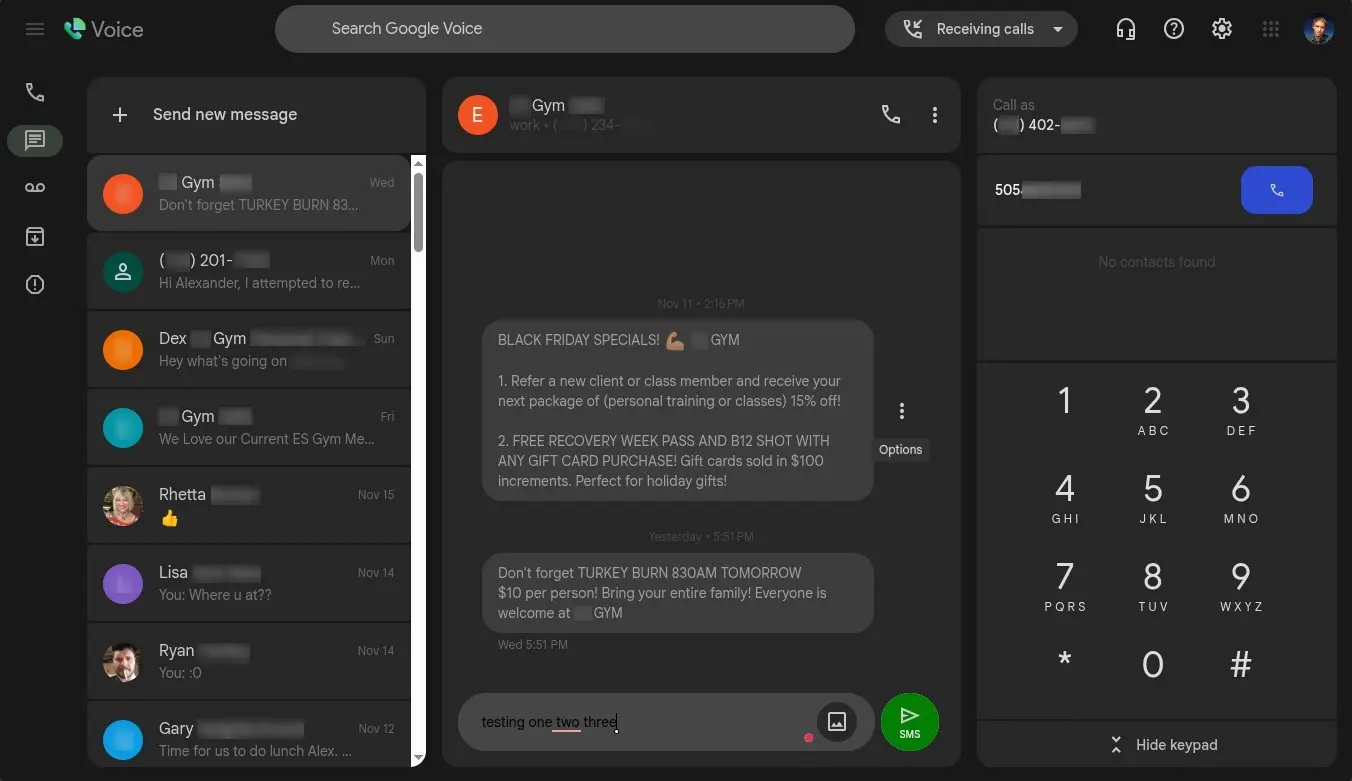 Voice
Search Google Voice
Receiving calls
Send new message
Gym
Wed
Don't forget TURKEY BURN 83...
( ) 201-
Mon
Hi Alexander, I attempted to re...
Dex Gym
Sun
Hey what's going on
Gym
Fri
We Love our Current ES Gym Me...
Rhetta
Nov 15
👍
Lisa
Nov 14
You: Where u at??
Ryan
Nov 14
You: :0
Gary
Nov 12
Time for us to do lunch Alex. ...
E
Gym
work • ( ) 234-
Nov 11 • 2:16 PM
BLACK FRIDAY SPECIALS! 💪🏽 GYM
1. Refer a new client or class member and receive your
next package of (personal training or classes) 15% off!
2. FREE RECOVERY WEEK PASS AND B12 SHOT WITH
ANY GIFT CARD PURCHASE! Gift cards sold in $100
increments. Perfect for holiday gifts!
Options
Yesterday • 5:51 PM
Don't forget TURKEY BURN 830AM TOMORROW
$10 per person! Bring your entire family! Everyone is
welcome at GYM
Wed 5:51 PM
testing one two three
SMS
Call as
( ) 402-
505
No contacts found
1
2
3
ABC
DEF
4
5
6
GHI
JKL
MNO
7
8
9
PQRS
TUV
WXYZ
*
0
#
Hide keypad